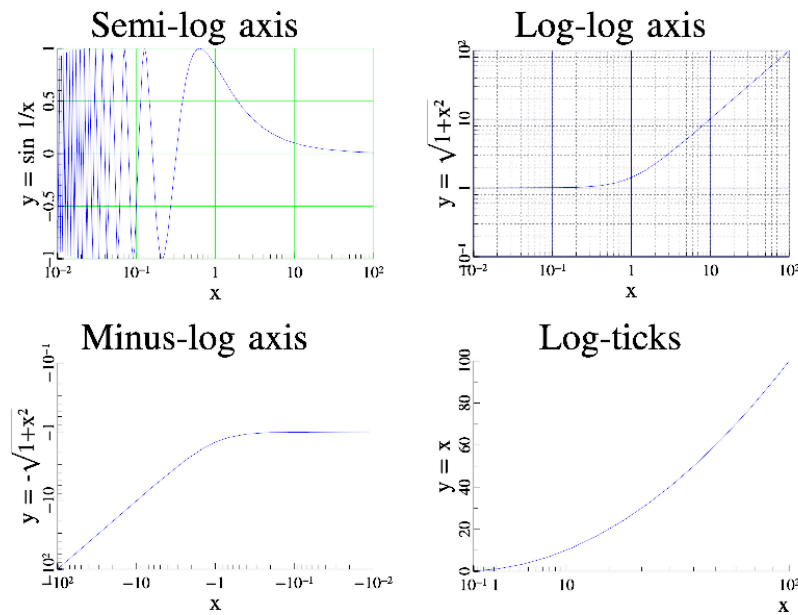 Semi-log axis
y = sin 1/x
1
0.5
0
−0.5
−1
10⁻² 10⁻¹ 1 10 10²
x
Log-log axis
y = √1+x²
10²
10
1
10⁻¹
10⁻² 10⁻¹ 1 10 10²
x
Minus-log axis
y = -√1+x²
−10⁻¹
−1
−10
−10² −10 −1 −10⁻¹ −10⁻²
x
Log-ticks
y = x
100
80
60
40
20
0
10⁻¹ 1 10
x